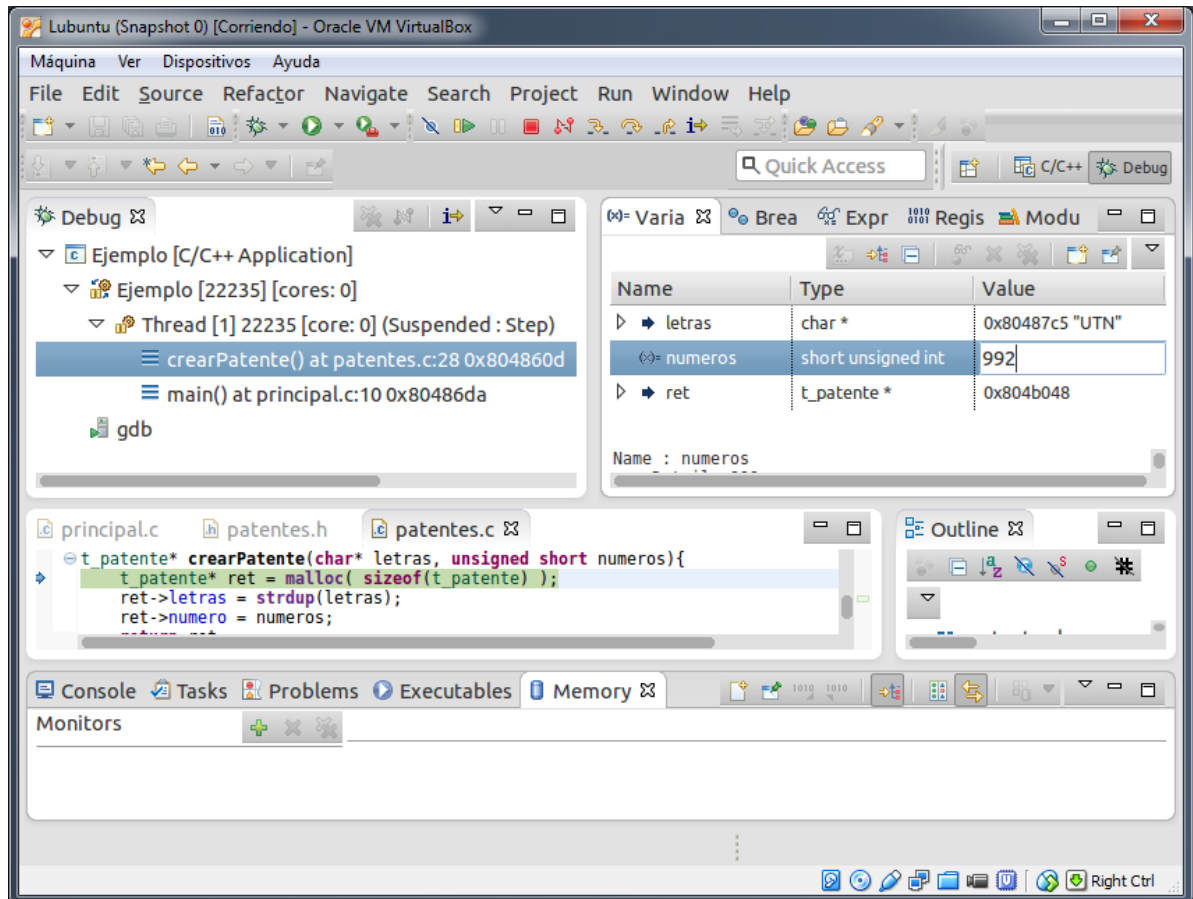 Lubuntu (Snapshot 0) [Corriendo] - Oracle VM VirtualBox
Máquina Ver Dispositivos Ayuda
File Edit Source Refactor Navigate Search Project Run Window Help
Quick Access C/C++ Debug
Debug
Ejemplo [C/C++ Application]
Ejemplo [22235] [cores: 0]
Thread [1] 22235 [core: 0] (Suspended : Step)
crearPatente() at patentes.c:28 0x804860d
main() at principal.c:10 0x80486da
gdb
(x)= Varia Brea Expr Regis Modu
Name Type Value
letras char * 0x80487c5 "UTN"
(x)= numeros short unsigned int 992
ret t_patente * 0x804b048
Name : numeros
principal.c patentes.h patentes.c
t_patente* crearPatente(char* letras, unsigned short numeros){
t_patente* ret = malloc( sizeof(t_patente) );
ret->letras = strdup(letras);
ret->numero = numeros;
Outline
Console Tasks Problems Executables Memory
Monitors
Right Ctrl